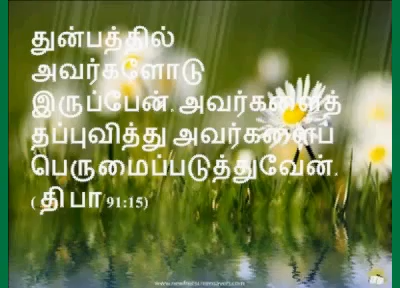 துன்பத்தில்
அவர்களோடு
இருப்பேன். அவர்களைத்
தப்புவித்து அவர்களைப்
பெருமைப்படுத்துவேன்.
( தி பா 91:15)